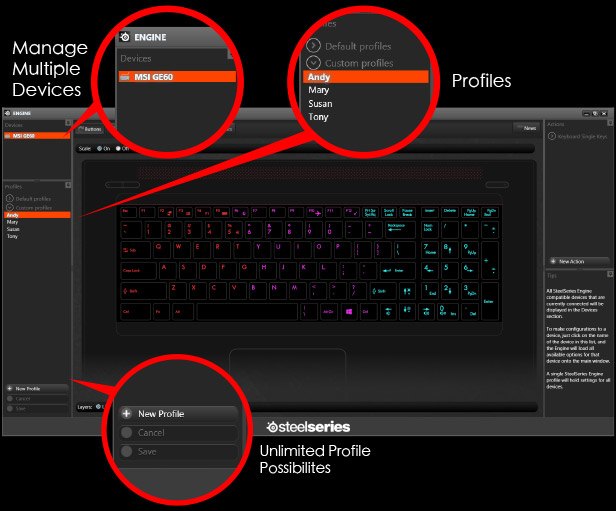 Manage
Multiple
Devices
ENGINE
Devices
MSI GE60
Default profiles
Custom profiles
Andy
Mary
Susan
Tony
Profiles
ENGINE
Devices
MSI GE60
Buttons
News
Scale:
On
Off
Actions
Keyboard Single Keys
Profiles
Default profiles
Custom profiles
Andy
Mary
Susan
Tony
Q W E R T Y U I O P
A S D F G H J K L
Z X C V B N M
New Action
Tips
All SteelSeries Engine
compatible devices that are
currently connected will be
displayed in the Devices
section.
To make configurations to a
device, just click on the name
of the device in this list, and
the Engine will load all
available options for that
device onto the main window.
A single SteelSeries Engine
profile will hold settings for all
devices.
New Profile
Cancel
Save
Layers:
New Profile
Cancel
Save
steelseries
Unlimited Profile
Possibilites